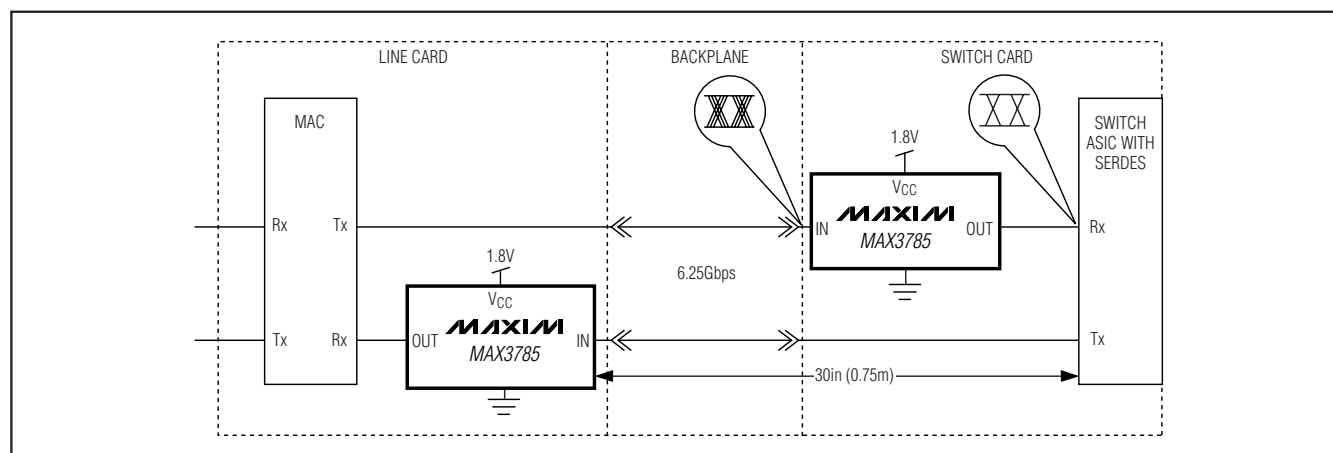 LINE CARD
BACKPLANE
SWITCH CARD
MAC
SWITCH
ASIC WITH
SERDES
1.8V
VCC
MAXIM
MAX3785
IN
OUT
Rx
Tx
Rx
6.25Gbps
1.8V
VCC
MAXIM
MAX3785
OUT
IN
Tx
Rx
Tx
30in (0.75m)